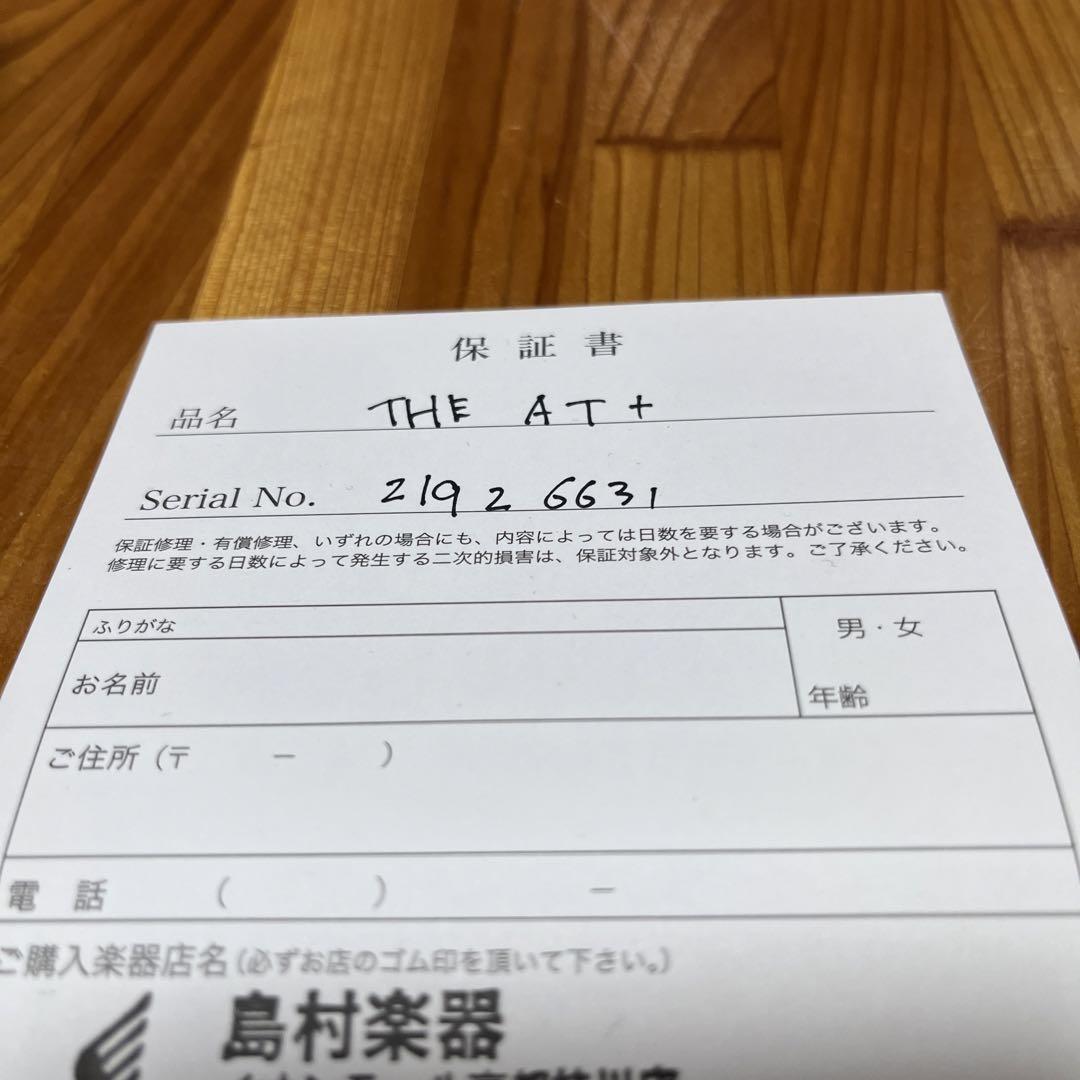 保証書
品名 THE AT+
Serial No. 21926631
保証修理・有償修理、いずれの場合にも、内容によっては日数を要する場合がございます。
修理に要する日数によって発生する二次的損害は、保証対象外となります。ご了承ください。
ふりがな
男・女
お名前
年齢
ご住所(〒 － )
電話 ( ) －
ご購入楽器店名(必ずお店のゴム印を頂いて下さい。)
島村楽器